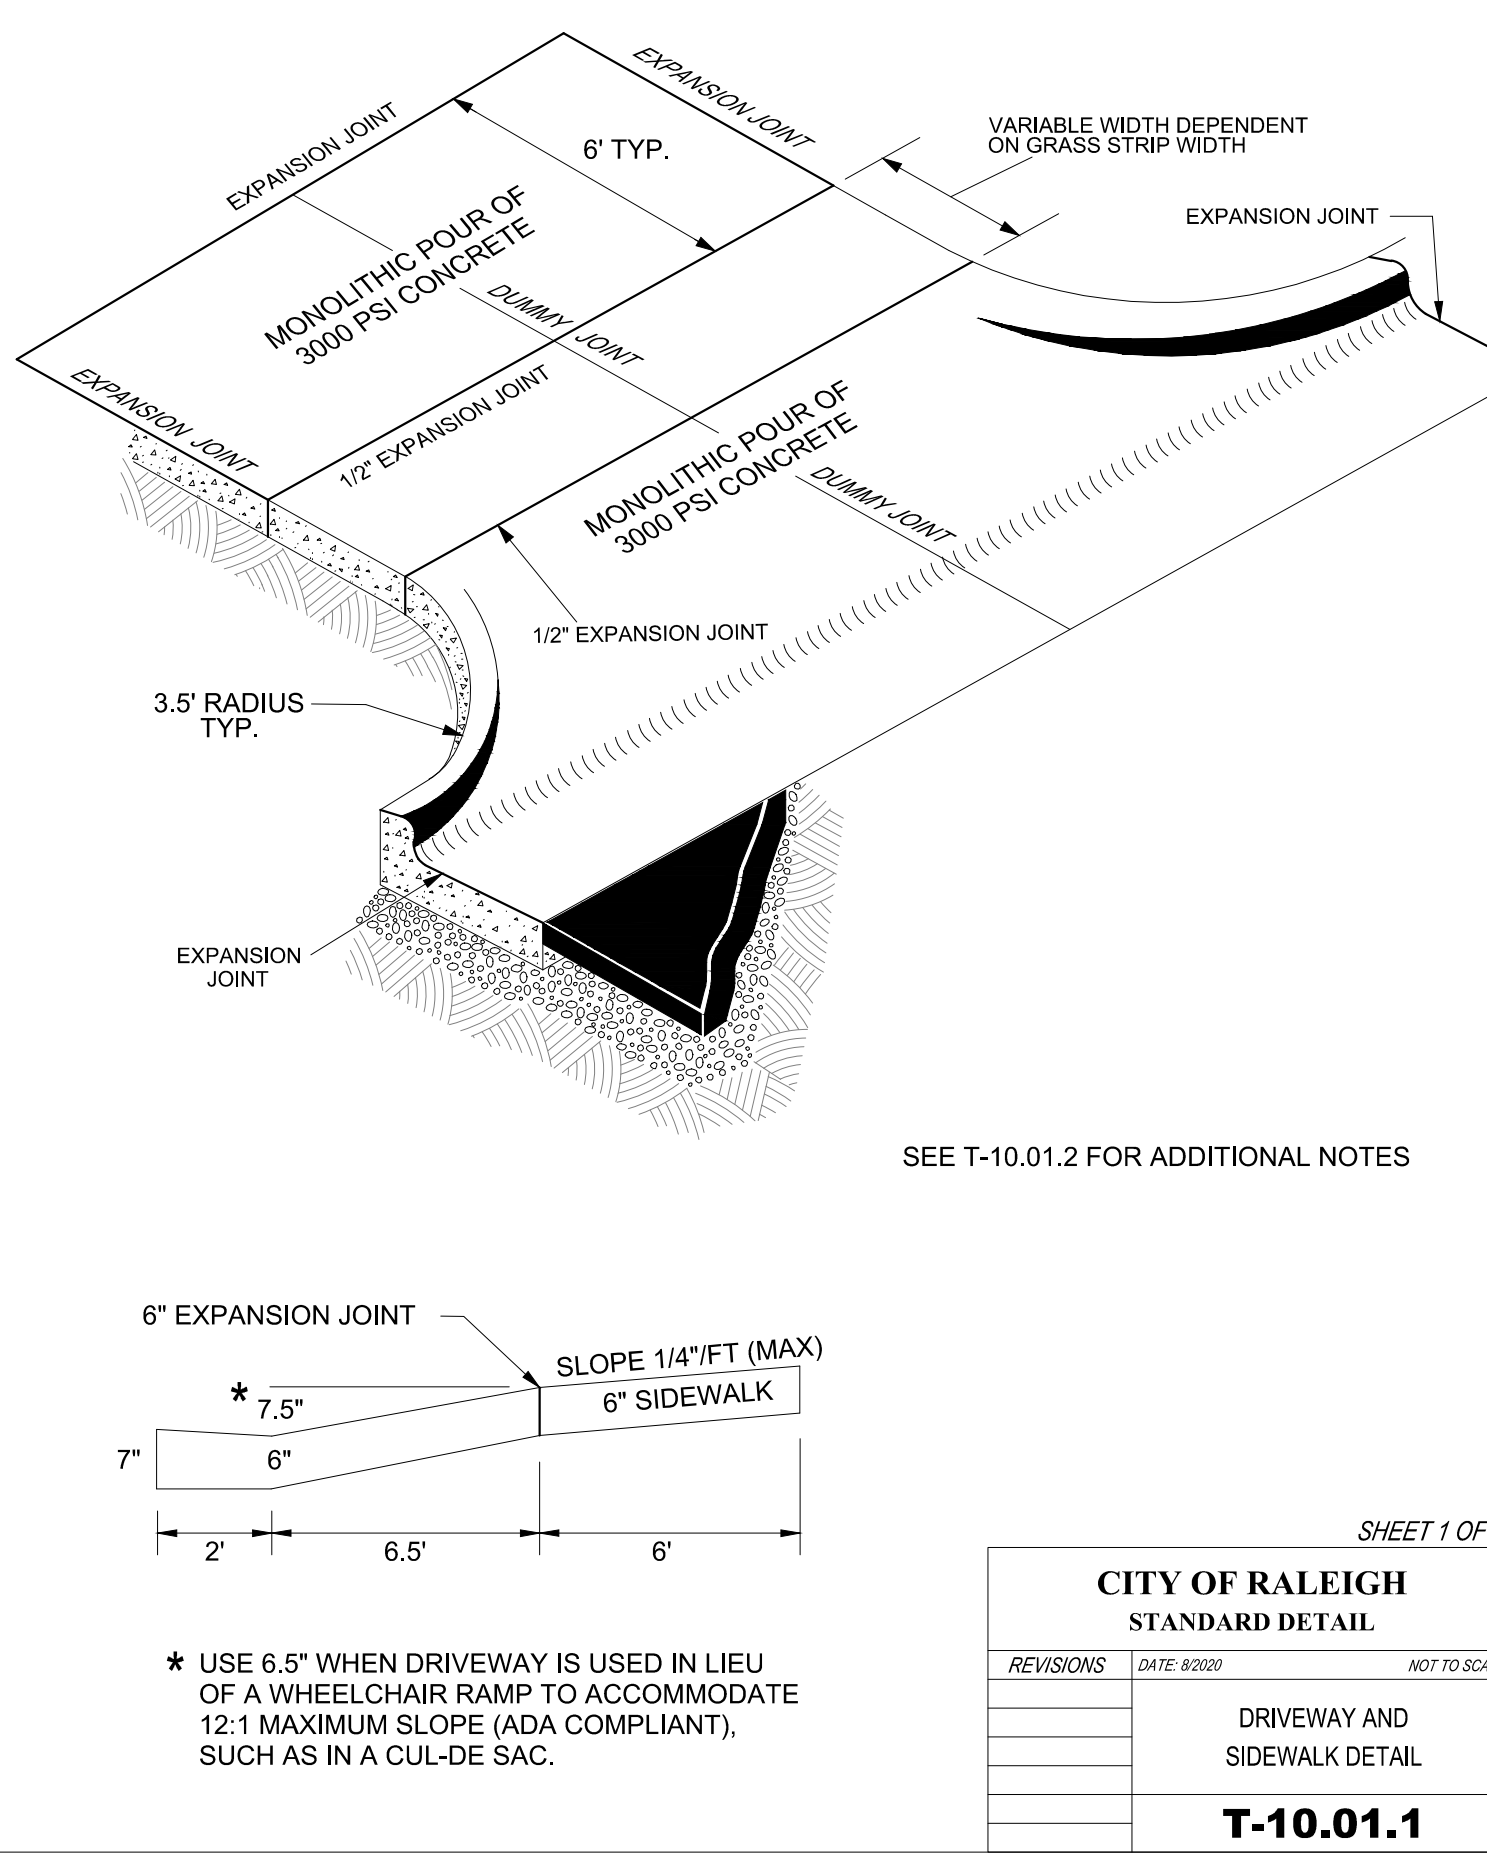 EXPANSION JOINT
EXPANSION JOINT
6' TYP.
VARIABLE WIDTH DEPENDENT
ON GRASS STRIP WIDTH
EXPANSION JOINT
MONOLITHIC POUR OF
3000 PSI CONCRETE
DUMMY JOINT
EXPANSION JOINT
1/2" EXPANSION JOINT
MONOLITHIC POUR OF
3000 PSI CONCRETE
DUMMY JOINT
1/2" EXPANSION JOINT
3.5' RADIUS
TYP.
EXPANSION
JOINT
SEE T-10.01.2 FOR ADDITIONAL NOTES
6" EXPANSION JOINT
SLOPE 1/4"/FT (MAX)
6" SIDEWALK
* 7.5"
7"
6"
2'
6.5'
6'
* USE 6.5" WHEN DRIVEWAY IS USED IN LIEU
OF A WHEELCHAIR RAMP TO ACCOMMODATE
12:1 MAXIMUM SLOPE (ADA COMPLIANT),
SUCH AS IN A CUL-DE SAC.
SHEET 1 OF
CITY OF RALEIGH
STANDARD DETAIL
REVISIONS
DATE: 8/2020
NOT TO
DRIVEWAY AND
SIDEWALK DETAIL
T-10.01.1